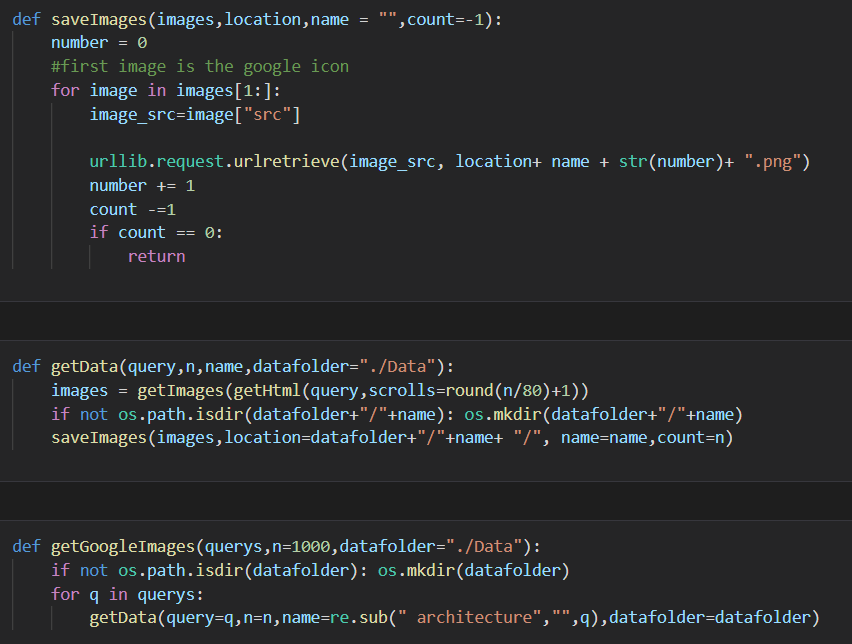 def saveImages(images,location,name = "",count=-1):
    number = 0
    #first image is the google icon
    for image in images[1:]:
        image_src=image["src"]
        urllib.request.urlretrieve(image_src, location+ name + str(number)+ ".png")
        number += 1
        count -=1
        if count == 0:
            return
def getData(query,n,name,datafolder="./Data"):
    images = getImages(getHtml(query,scrolls=round(n/80)+1))
    if not os.path.isdir(datafolder+"/"+name): os.mkdir(datafolder+"/"+name)
    saveImages(images,location=datafolder+"/"+name+ "/", name=name,count=n)
def getGoogleImages(querys,n=1000,datafolder="./Data"):
    if not os.path.isdir(datafolder): os.mkdir(datafolder)
    for q in querys:
        getData(query=q,n=n,name=re.sub(" architecture","",q),datafolder=datafolder)